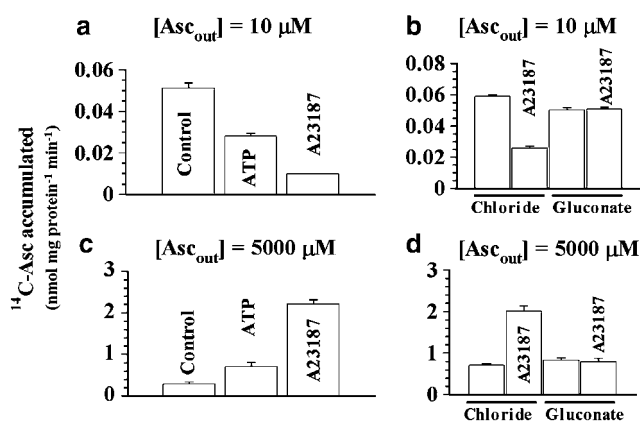 a [Asc_out] = 10 μM
0.06
0.04
0.02
0
Control
ATP
A23187
b [Asc_out] = 10 μM
0.08
0.06
0.04
0.02
0
A23187
A23187
Chloride Gluconate
¹⁴C-Asc accumulated
(nmol mg protein⁻¹ min⁻¹)
c [Asc_out] = 5000 μM
3
2
1
0
Control
ATP
A23187
d [Asc_out] = 5000 μM
3
2
1
0
A23187
A23187
Chloride Gluconate